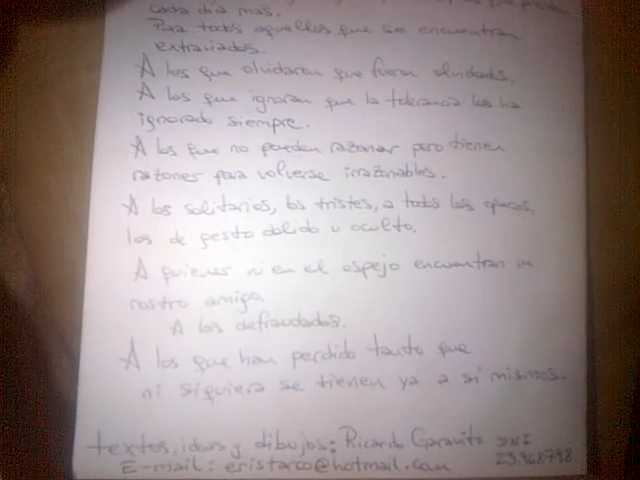 cada día más.
Para todos aquellos que se encuentran
extraviados.
A los que olvidaron que fueron olvidados.
A los que ignoran que la tolerancia los ha
ignorado siempre.
A los que no pueden razonar pero tienen
razones para volverse irrazonables.
A los solitarios, los tristes, a todos los opacos,
los de gesto dolido u oculto.
A quienes ni en el espejo encuentran un
rostro amigo.
A los defraudados.
A los que han perdido tanto que
ni siquiera se tienen ya a sí mismos.
textos, ideas y dibujos: Ricardo Garavito DNI
23.968798
E-mail: eristarco@hotmail.com